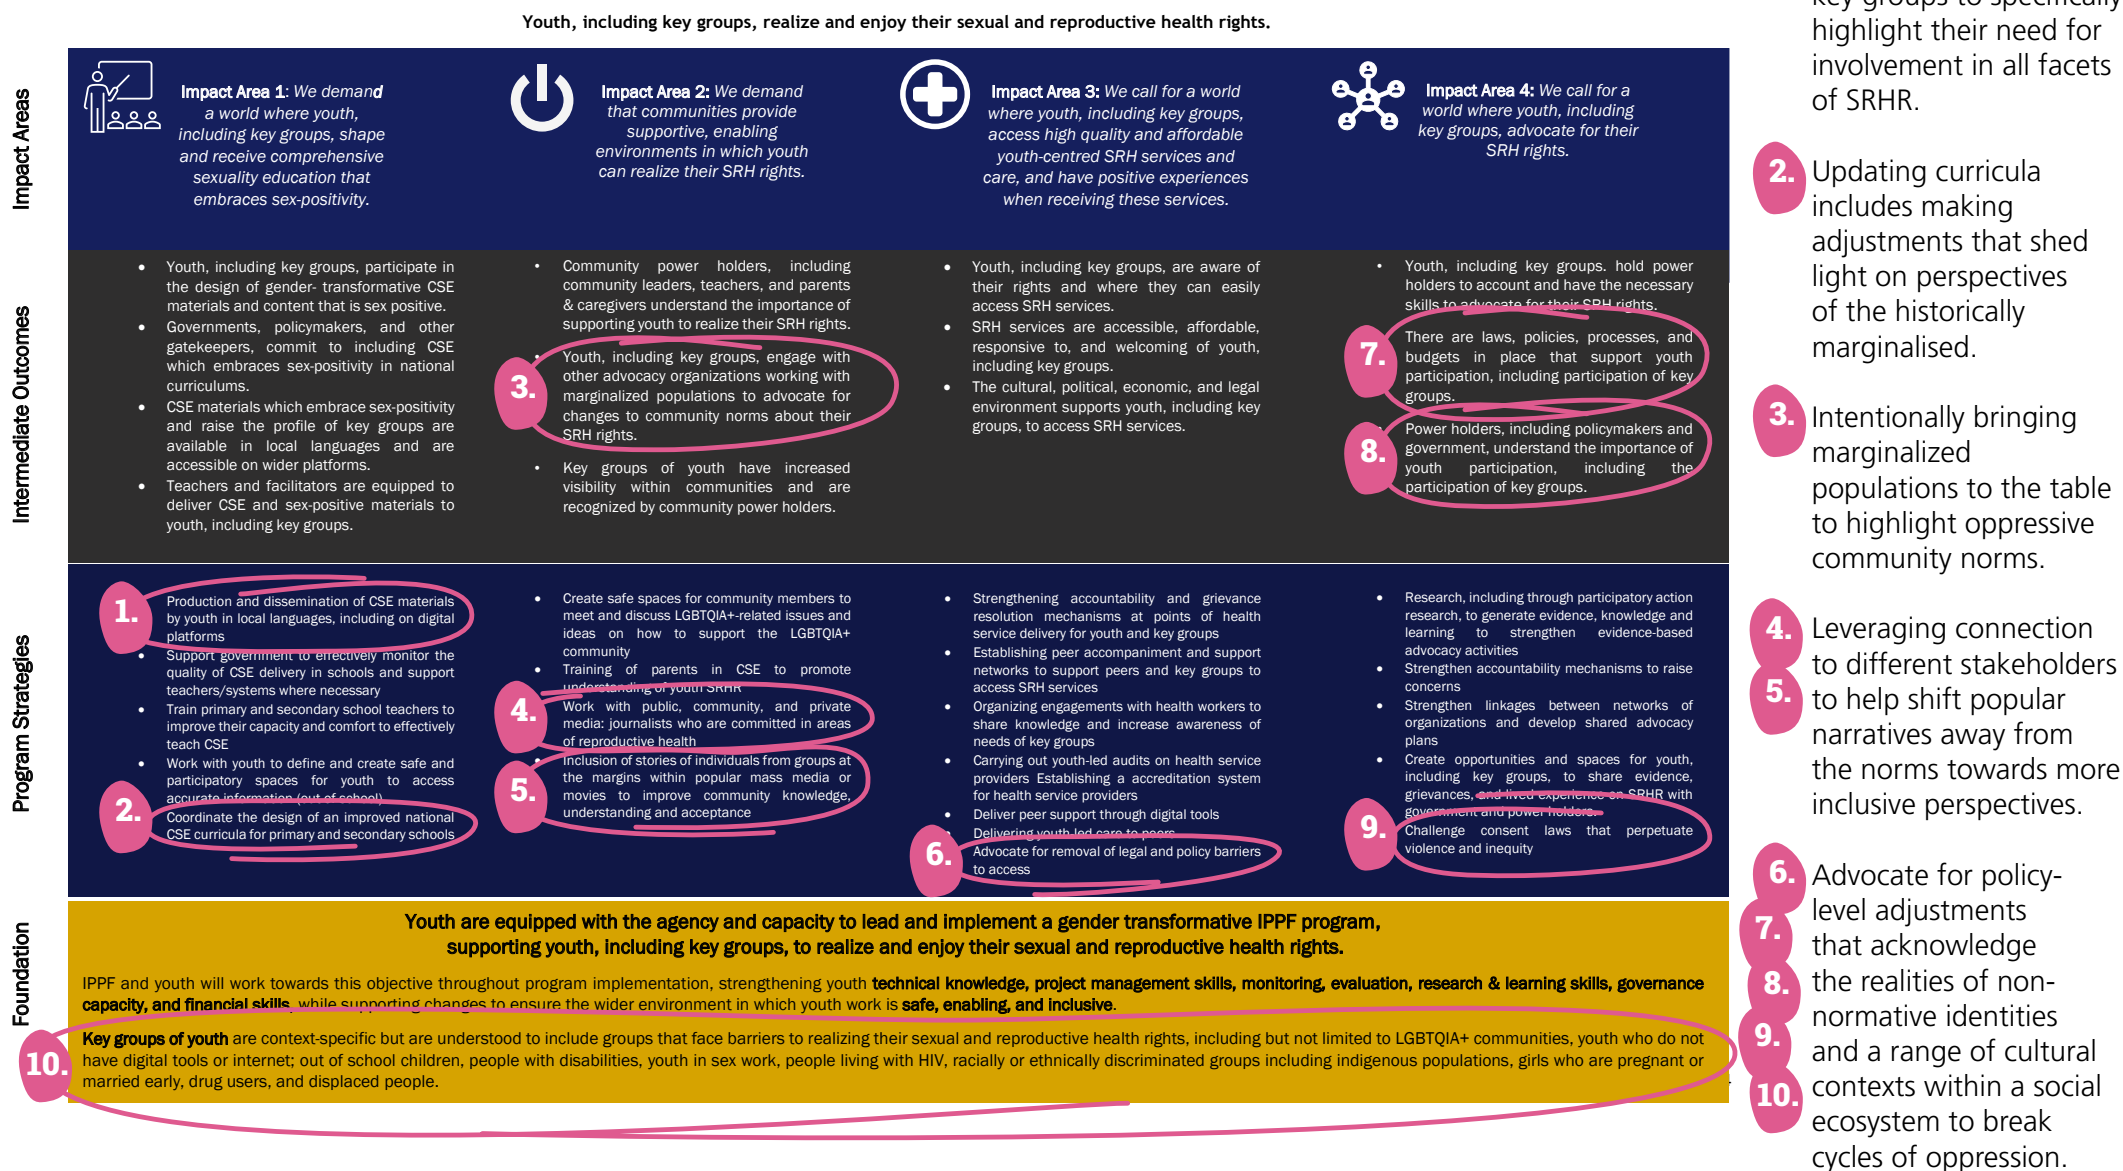 Youth, including key groups, realize and enjoy their sexual and reproductive health rights.
Impact Areas
Impact Area 1: We demand
a world where youth,
including key groups, shape
and receive comprehensive
sexuality education that
embraces sex-positivity.
Impact Area 2: We demand
that communities provide
supportive, enabling
environments in which youth
can realize their SRH rights.
Impact Area 3: We call for a world
where youth, including key groups,
access high quality and affordable
youth-centred SRH services and
care, and have positive experiences
when receiving these services.
Impact Area 4: We call for a
world where youth, including
key groups, advocate for their
SRH rights.
Intermediate Outcomes
• Youth, including key groups, participate in
the design of gender- transformative CSE
materials and content that is sex positive.
• Governments, policymakers, and other
gatekeepers, commit to including CSE
which embraces sex-positivity in national
curriculums.
• CSE materials which embrace sex-positivity
and raise the profile of key groups are
available in local languages and are
accessible on wider platforms.
• Teachers and facilitators are equipped to
deliver CSE and sex-positive materials to
youth, including key groups.
• Community power holders, including
community leaders, teachers, and parents
& caregivers understand the importance of
supporting youth to realize their SRH rights.
3.
• Youth, including key groups, engage with
other advocacy organizations working with
marginalized populations to advocate for
changes to community norms about their
SRH rights.
• Key groups of youth have increased
visibility within communities and are
recognized by community power holders.
• Youth, including key groups, are aware of
their rights and where they can easily
access SRH services.
• SRH services are accessible, affordable,
responsive to, and welcoming of youth,
including key groups.
• The cultural, political, economic, and legal
environment supports youth, including key
groups, to access SRH services.
• Youth, including key groups. hold power
holders to account and have the necessary
skills to advocate for their SRH rights.
7.
There are laws, policies, processes, and
budgets in place that support youth
participation, including participation of key
groups.
8.
Power holders, including policymakers and
government, understand the importance of
youth participation, including the
participation of key groups.
Program Strategies
1.
Production and dissemination of CSE materials
by youth in local languages, including on digital
platforms
• Support government to effectively monitor the
quality of CSE delivery in schools and support
teachers/systems where necessary
• Train primary and secondary school teachers to
improve their capacity and comfort to effectively
teach CSE
• Work with youth to define and create safe and
participatory spaces for youth to access
accurate information (out of school)
2.
Coordinate the design of an improved national
CSE curricula for primary and secondary schools
• Create safe spaces for community members to
meet and discuss LGBTQIA+-related issues and
ideas on how to support the LGBTQIA+
community
• Training of parents in CSE to promote
understanding of youth SRHR
4.
Work with public, community, and private
media: journalists who are committed in areas
of reproductive health
5.
• Inclusion of stories of individuals from groups at
the margins within popular mass media or
movies to improve community knowledge,
understanding and acceptance
• Strengthening accountability and grievance
resolution mechanisms at points of health
service delivery for youth and key groups
• Establishing peer accompaniment and support
networks to support peers and key groups to
access SRH services
• Organizing engagements with health workers to
share knowledge and increase awareness of
needs of key groups
• Carrying out youth-led audits on health service
providers Establishing a accreditation system
for health service providers
• Deliver peer support through digital tools
• Delivering youth-led care to peers
6.
Advocate for removal of legal and policy barriers
to access
• Research, including through participatory action
research, to generate evidence, knowledge and
learning to strengthen evidence-based
advocacy activities
• Strengthen accountability mechanisms to raise
concerns
• Strengthen linkages between networks of
organizations and develop shared advocacy
plans
• Create opportunities and spaces for youth,
including key groups, to share evidence,
grievances, and lived experience on SRHR with
government and power holders.
9.
Challenge consent laws that perpetuate
violence and inequity
Foundation
Youth are equipped with the agency and capacity to lead and implement a gender transformative IPPF program,
supporting youth, including key groups, to realize and enjoy their sexual and reproductive health rights.
IPPF and youth will work towards this objective throughout program implementation, strengthening youth technical knowledge, project management skills, monitoring, evaluation, research & learning skills, governance
capacity, and financial skills, while supporting changes to ensure the wider environment in which youth work is safe, enabling, and inclusive.
10.
Key groups of youth are context-specific but are understood to include groups that face barriers to realizing their sexual and reproductive health rights, including but not limited to LGBTQIA+ communities, youth who do not
have digital tools or internet; out of school children, people with disabilities, youth in sex work, people living with HIV, racially or ethnically discriminated groups including indigenous populations, girls who are pregnant or
married early, drug users, and displaced people.
key groups to specifically
highlight their need for
involvement in all facets
of SRHR.
2. Updating curricula
includes making
adjustments that shed
light on perspectives
of the historically
marginalised.
3. Intentionally bringing
marginalized
populations to the table
to highlight oppressive
community norms.
4. Leveraging connection
to different stakeholders
5. to help shift popular
narratives away from
the norms towards more
inclusive perspectives.
6. Advocate for policy-
level adjustments
7. that acknowledge
8. the realities of non-
normative identities
9. and a range of cultural
10. contexts within a social
ecosystem to break
cycles of oppression.